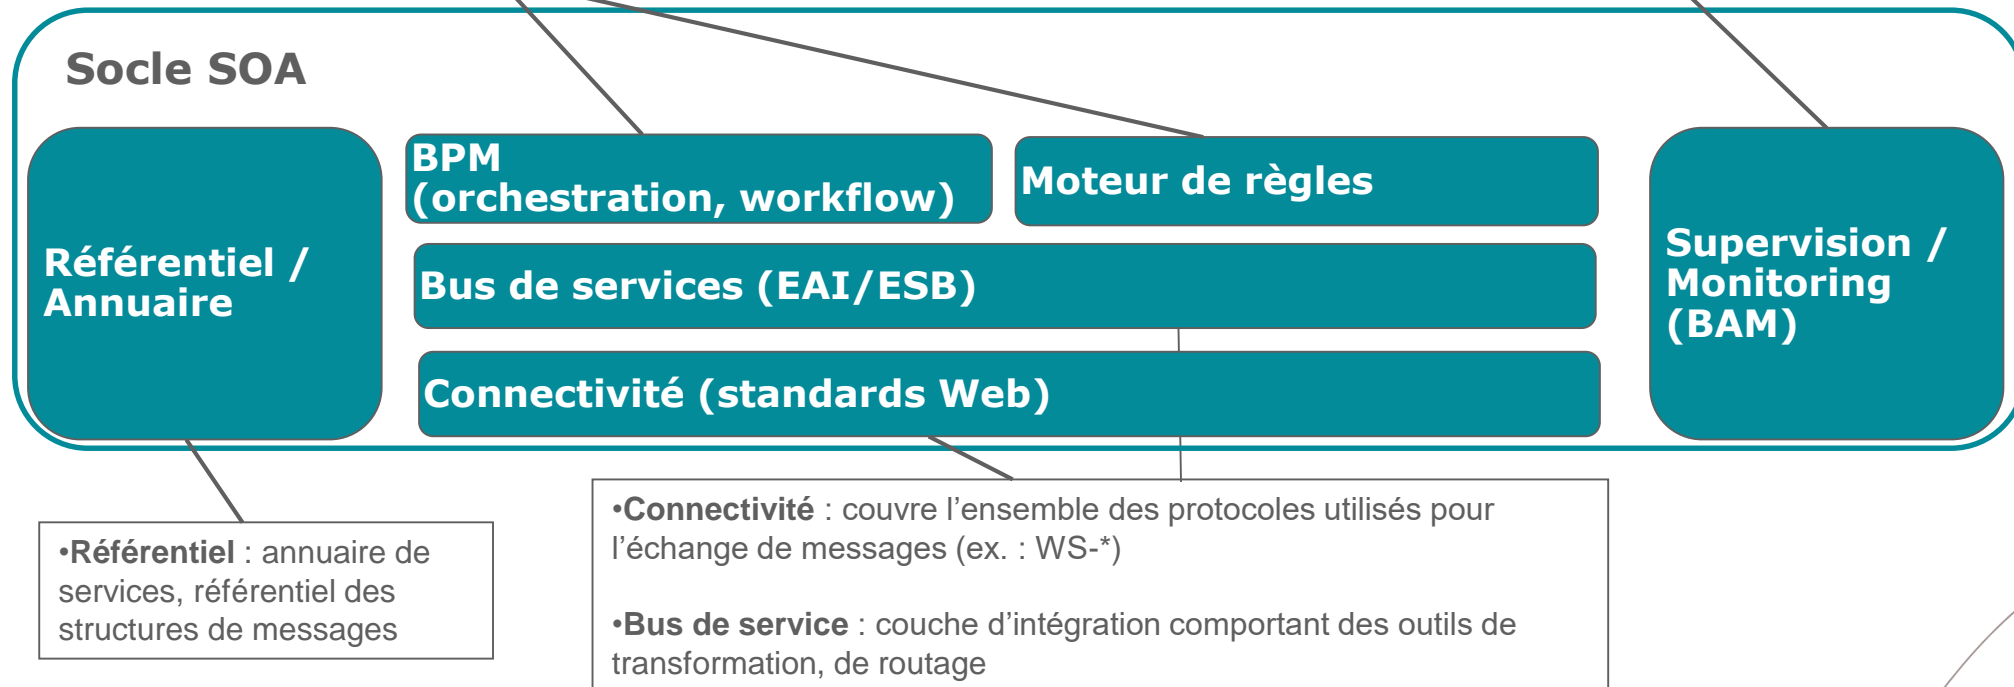 Socle SOA
Référentiel /
Annuaire
BPM
(orchestration, workflow)
Moteur de règles
Bus de services (EAI/ESB)
Connectivité (standards Web)
Supervision /
Monitoring
(BAM)
•Référentiel : annuaire de
services, référentiel des
structures de messages
•Connectivité : couvre l’ensemble des protocoles utilisés pour
l’échange de messages (ex. : WS-*)
•Bus de service : couche d’intégration comportant des outils de
transformation, de routage